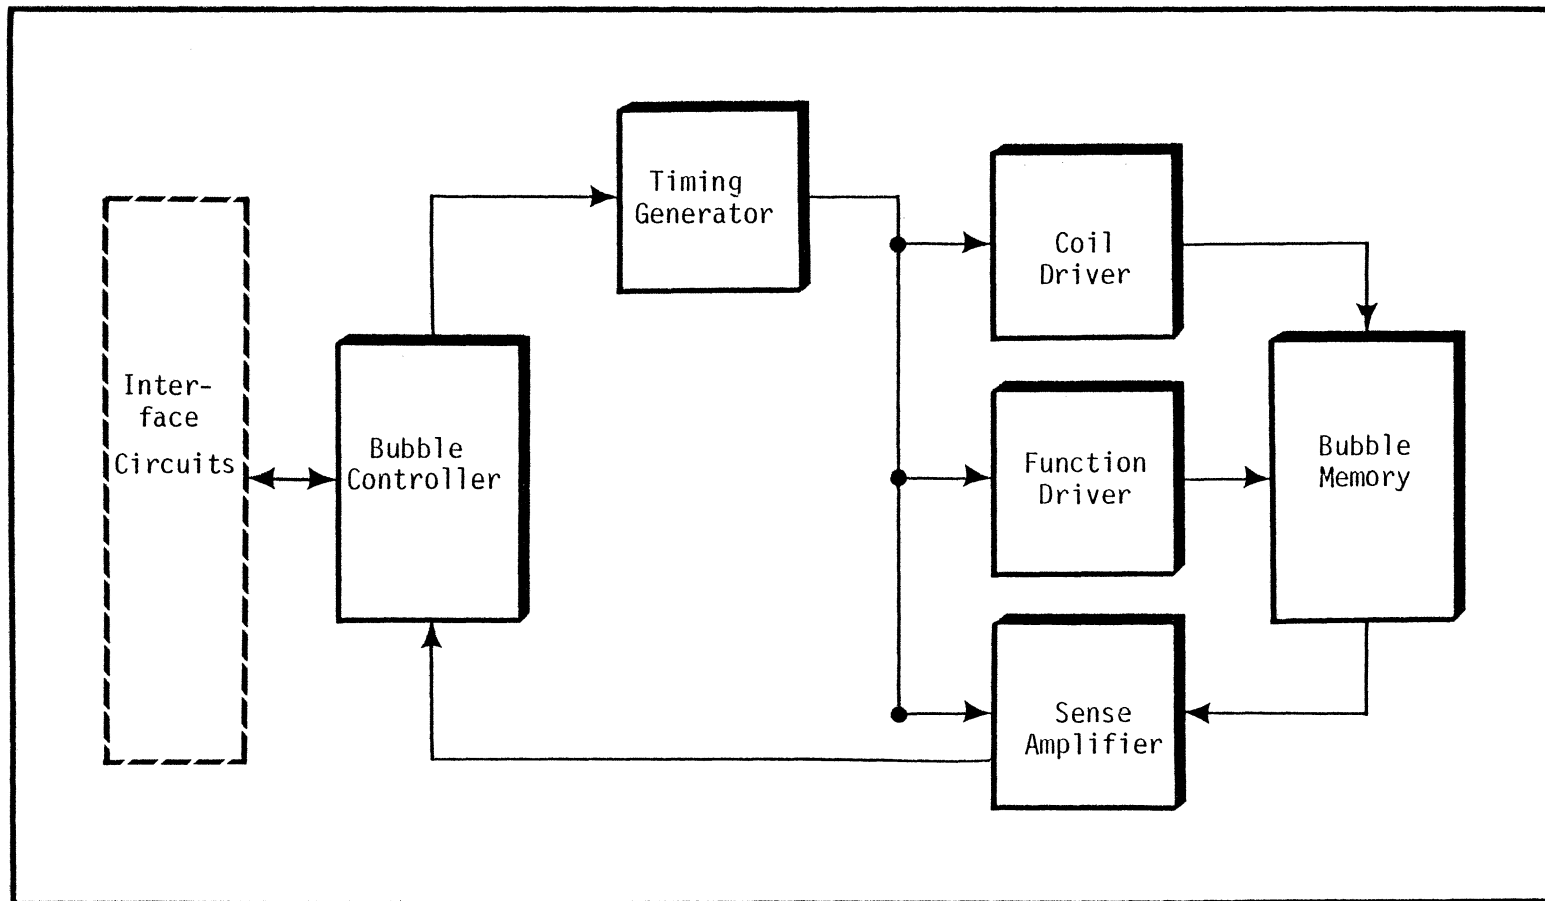 Timing
Generator
Coil
Driver
Inter-
face
Circuits
Bubble
Controller
Function
Driver
Bubble
Memory
Sense
Amplifier